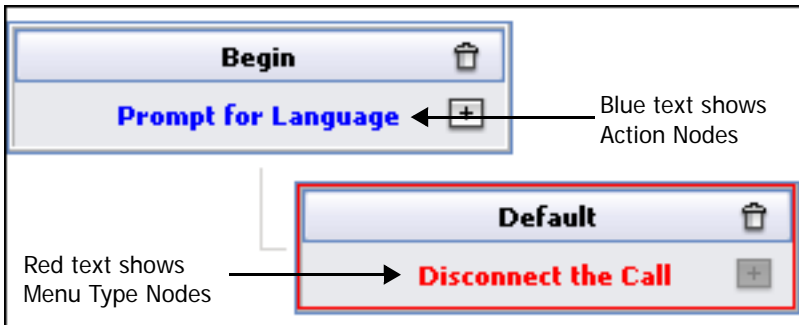 Begin
Prompt for Language
Blue text shows
Action Nodes
Default
Red text shows
Menu Type Nodes
Disconnect the Call